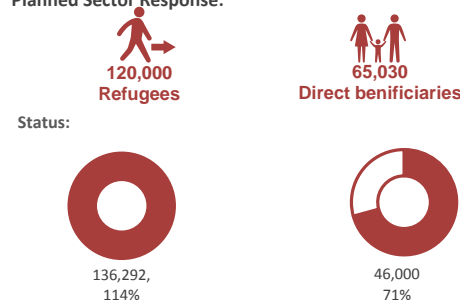 Planned Sector Response:
120,000
Refugees
65,030
Direct benificiaries
Status:
136,292,
114%
46,000
71%